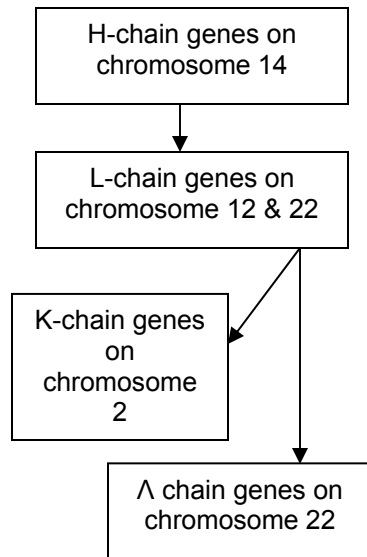 H-chain genes on
chromosome 14
L-chain genes on
chromosome 12 & 22
K-chain genes
on
chromosome
2
Λ chain genes on
chromosome 22